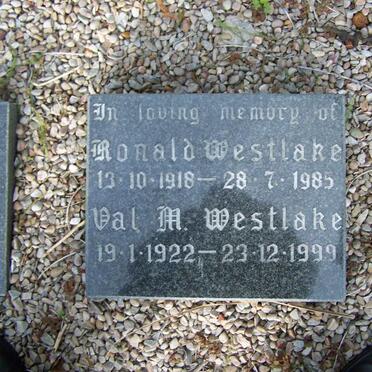 In loving memory of
Ronald Westlake
13·10·1918 — 28·7·1985
Val M. Westlake
19·1·1922 — 23·12·1999